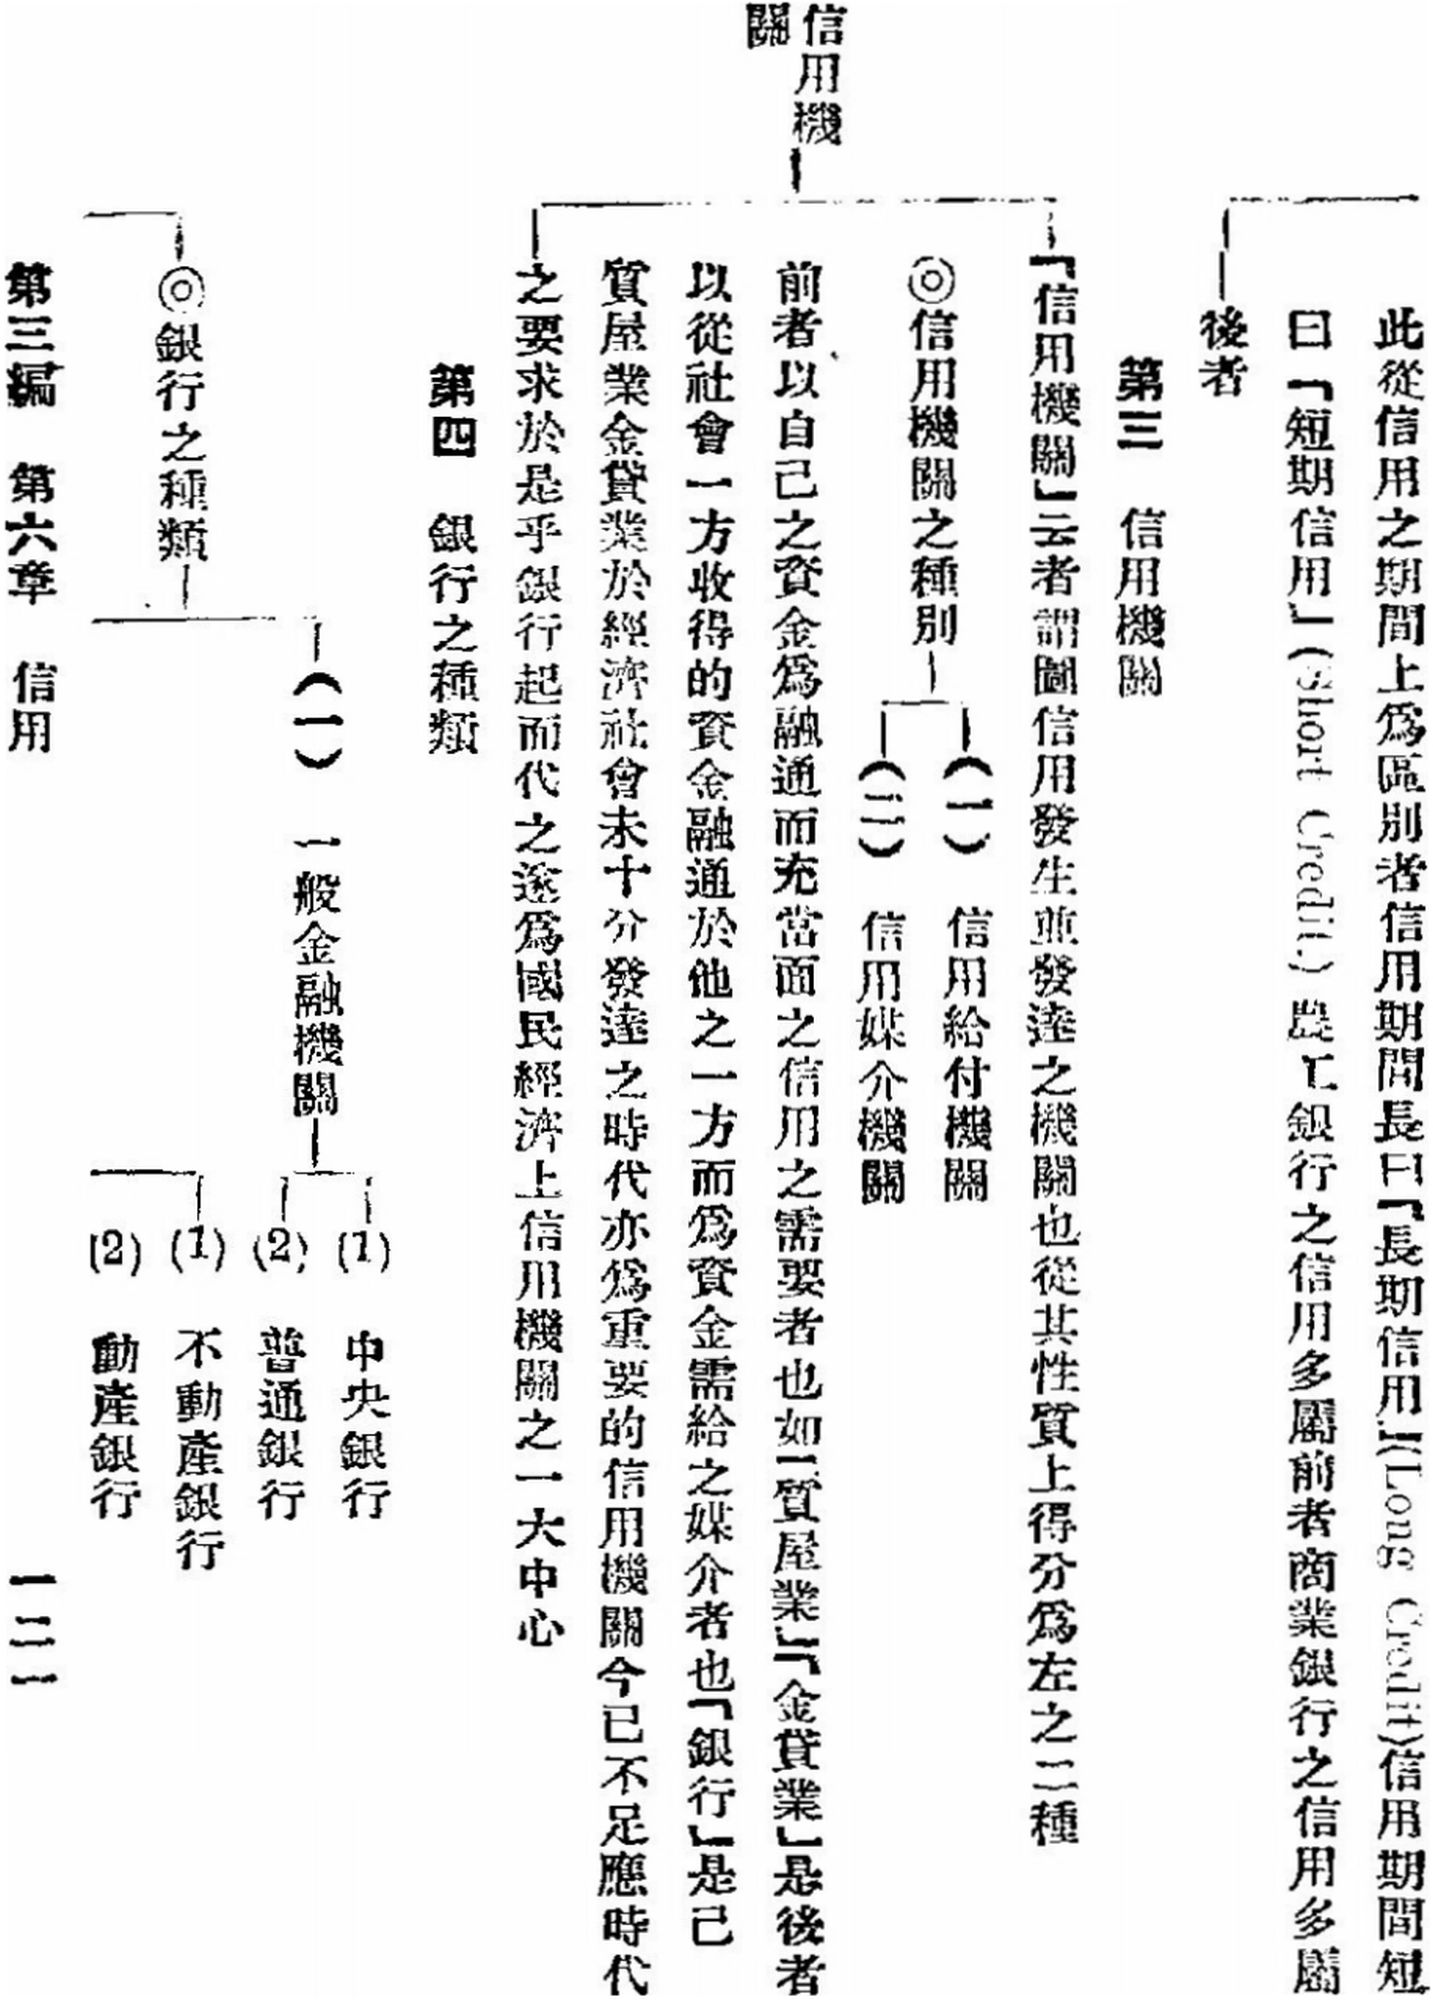 此從信用之期間上爲區別者信用期間長曰『長期信用』(Long Credit)信用期間短
曰『短期信用』(Short Credit.)農工銀行之信用多屬前者商業銀行之信用多屬
後者
第三 信用機關
信用機關
『信用機關』云者謂圖信用發生並發達之機關也從其性質上得分爲左之二種
◎信用機關之種別
(一) 信用給付機關
(二) 信用媒介機關
前者以自己之資金爲融通而充當面之信用之需要者也如『質屋業』『金貸業』是後者
以從社會一方收得的資金融通於他之一方而爲資金需給之媒介者也『銀行』是已
質屋業金貸業於經濟社會未十分發達之時代亦爲重要的信用機關今已不足應時代
之要求於是乎銀行起而代之遂爲國民經濟上信用機關之一大中心
第四 銀行之種類
◎銀行之種類
(一) 一般金融機關
(1) 中央銀行
(2) 普通銀行
(1) 不動產銀行
(2) 動產銀行
第三編 第六章 信用 一二一